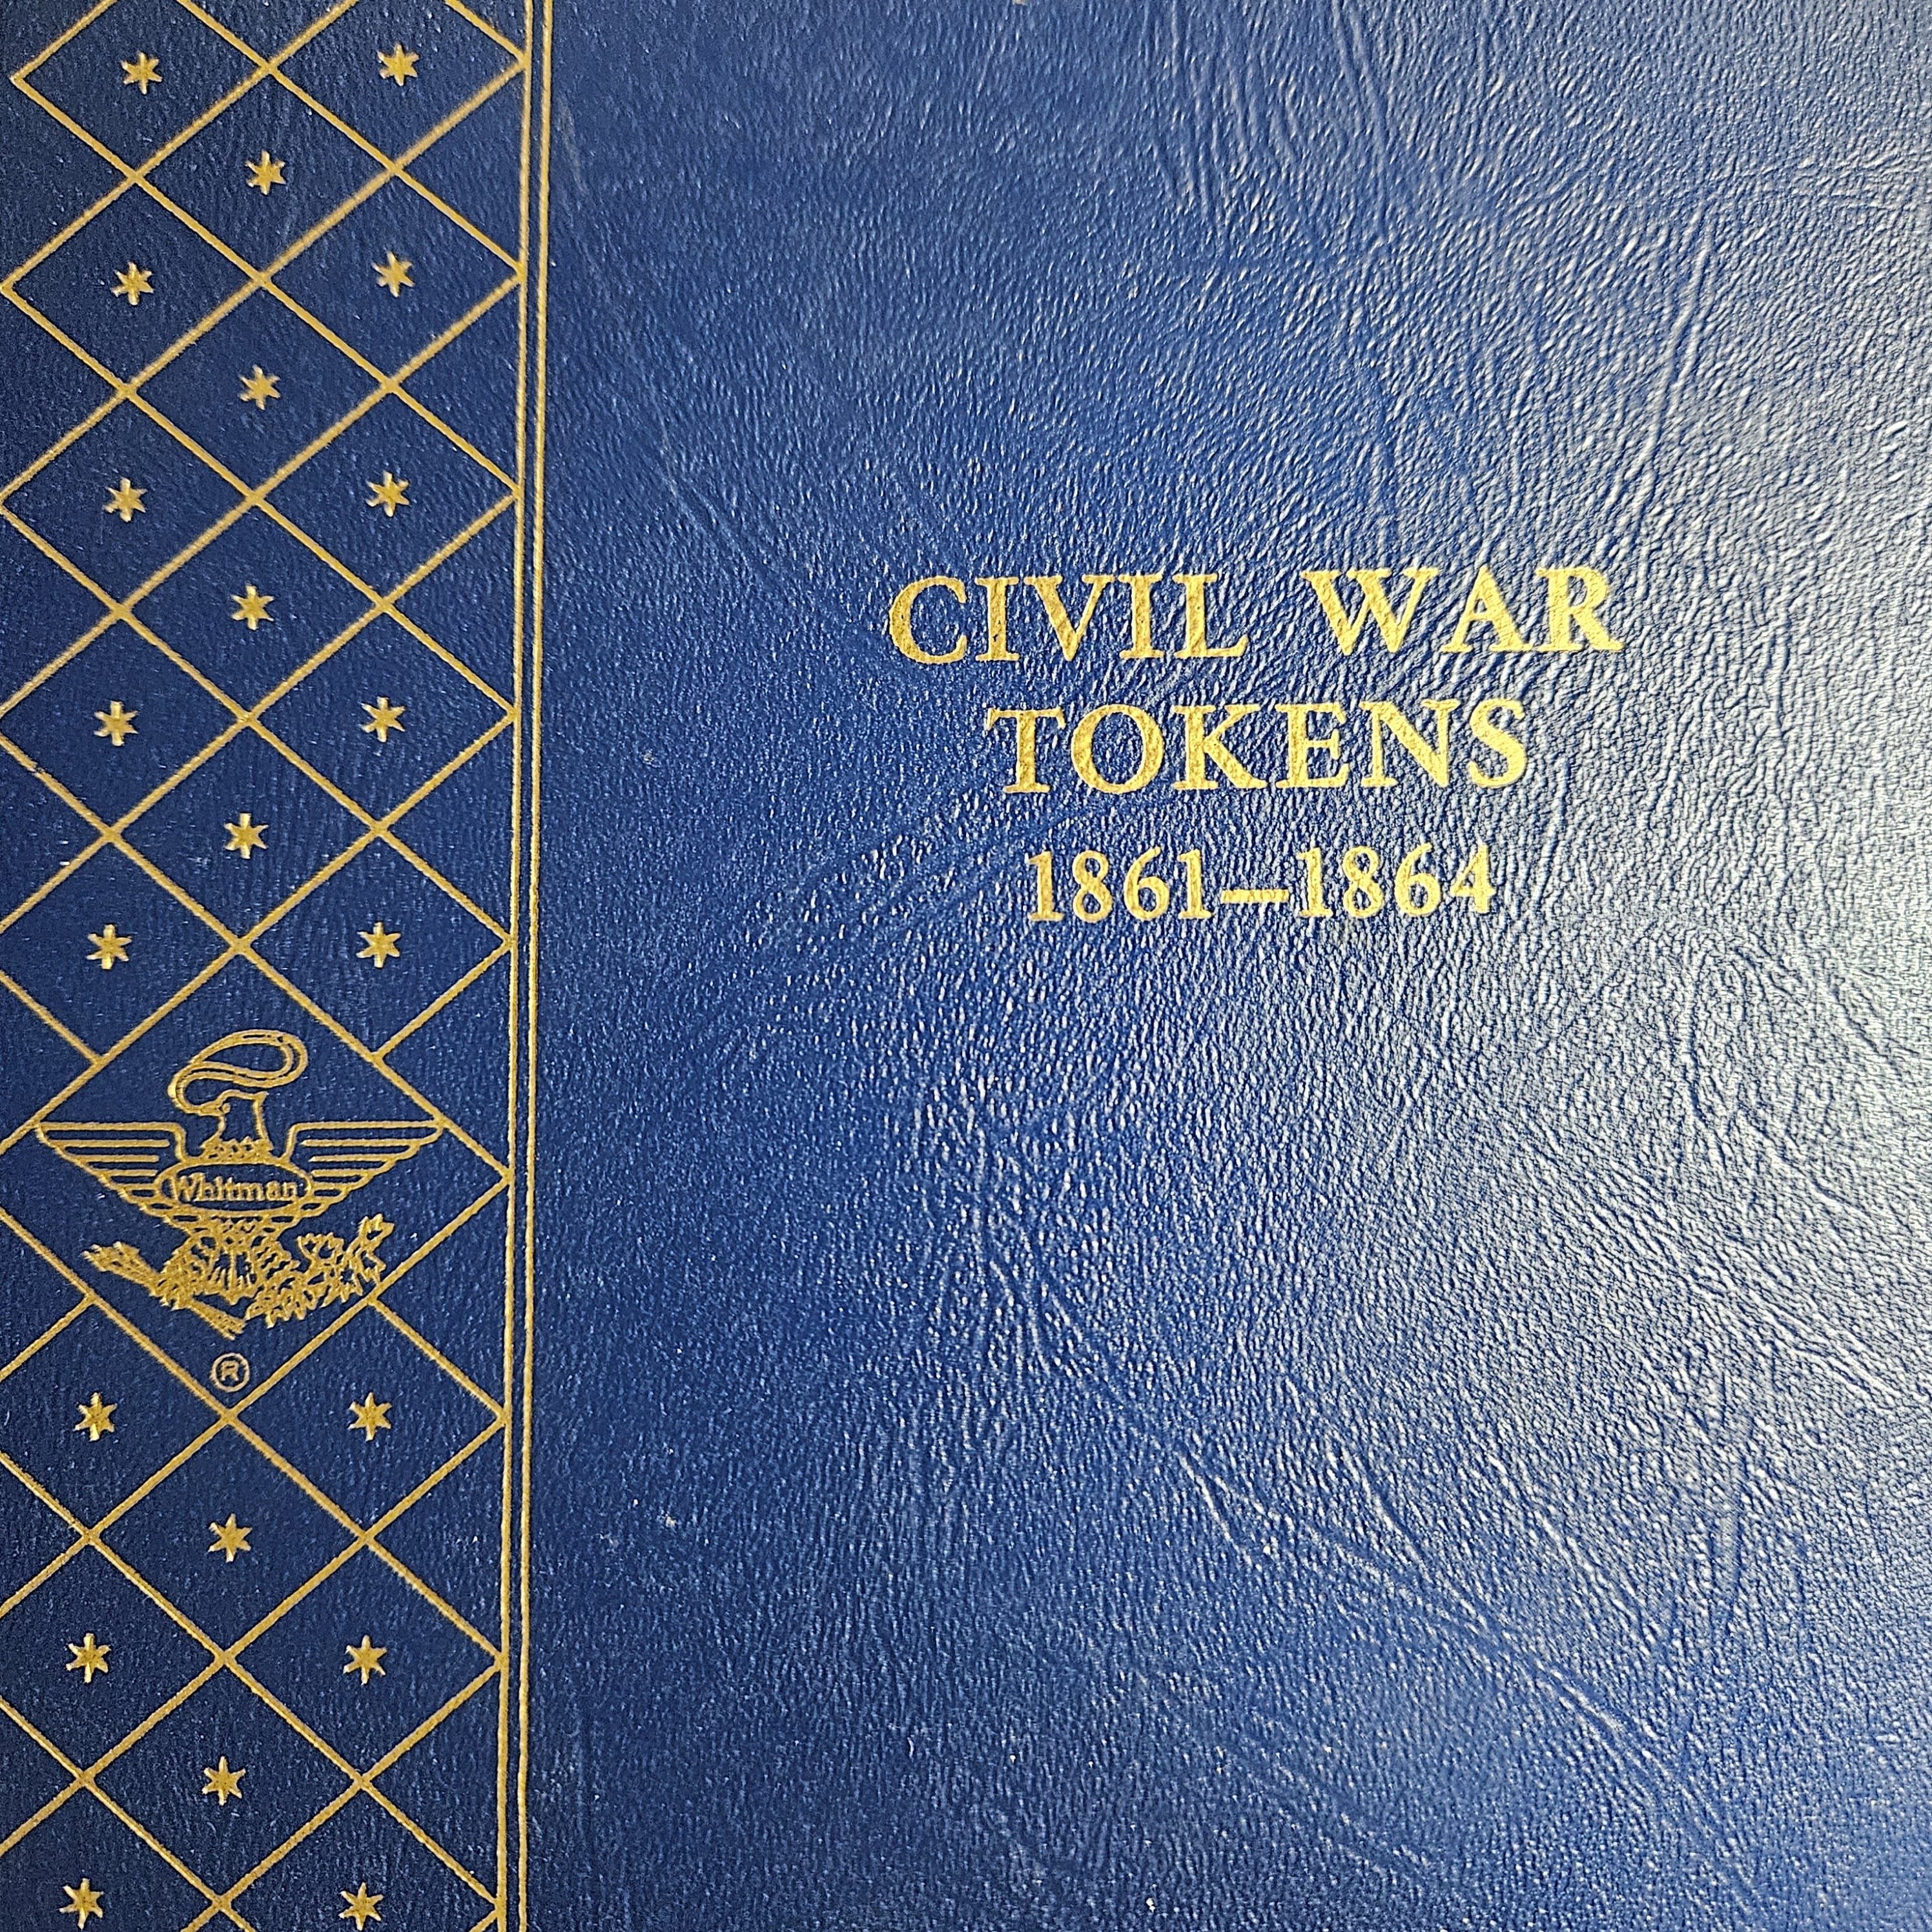 CIVIL WAR
TOKENS
1861—1864
Whitman
®